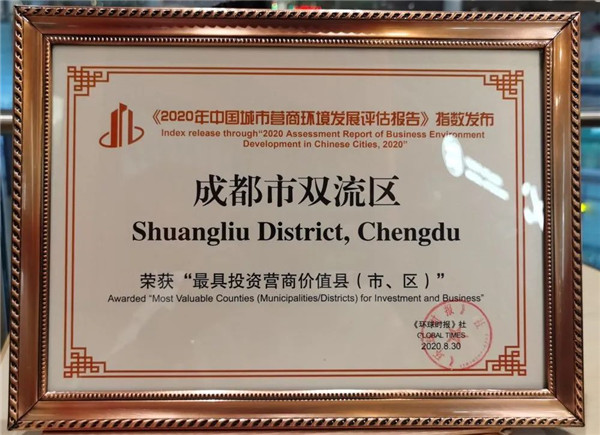 《2020年中国城市营商环境发展评估报告》指数发布
Index release through“2020 Assessment Report of Business Environment
Development in Chinese Cities, 2020”
成都市双流区
Shuangliu District, Chengdu
荣获“最具投资营商价值县（市、区）”
Awarded “Most Valuable Counties (Municipalities/Districts) for Investment and Business”
《环球时报》社
GLOBAL TIMES
2020.8.30